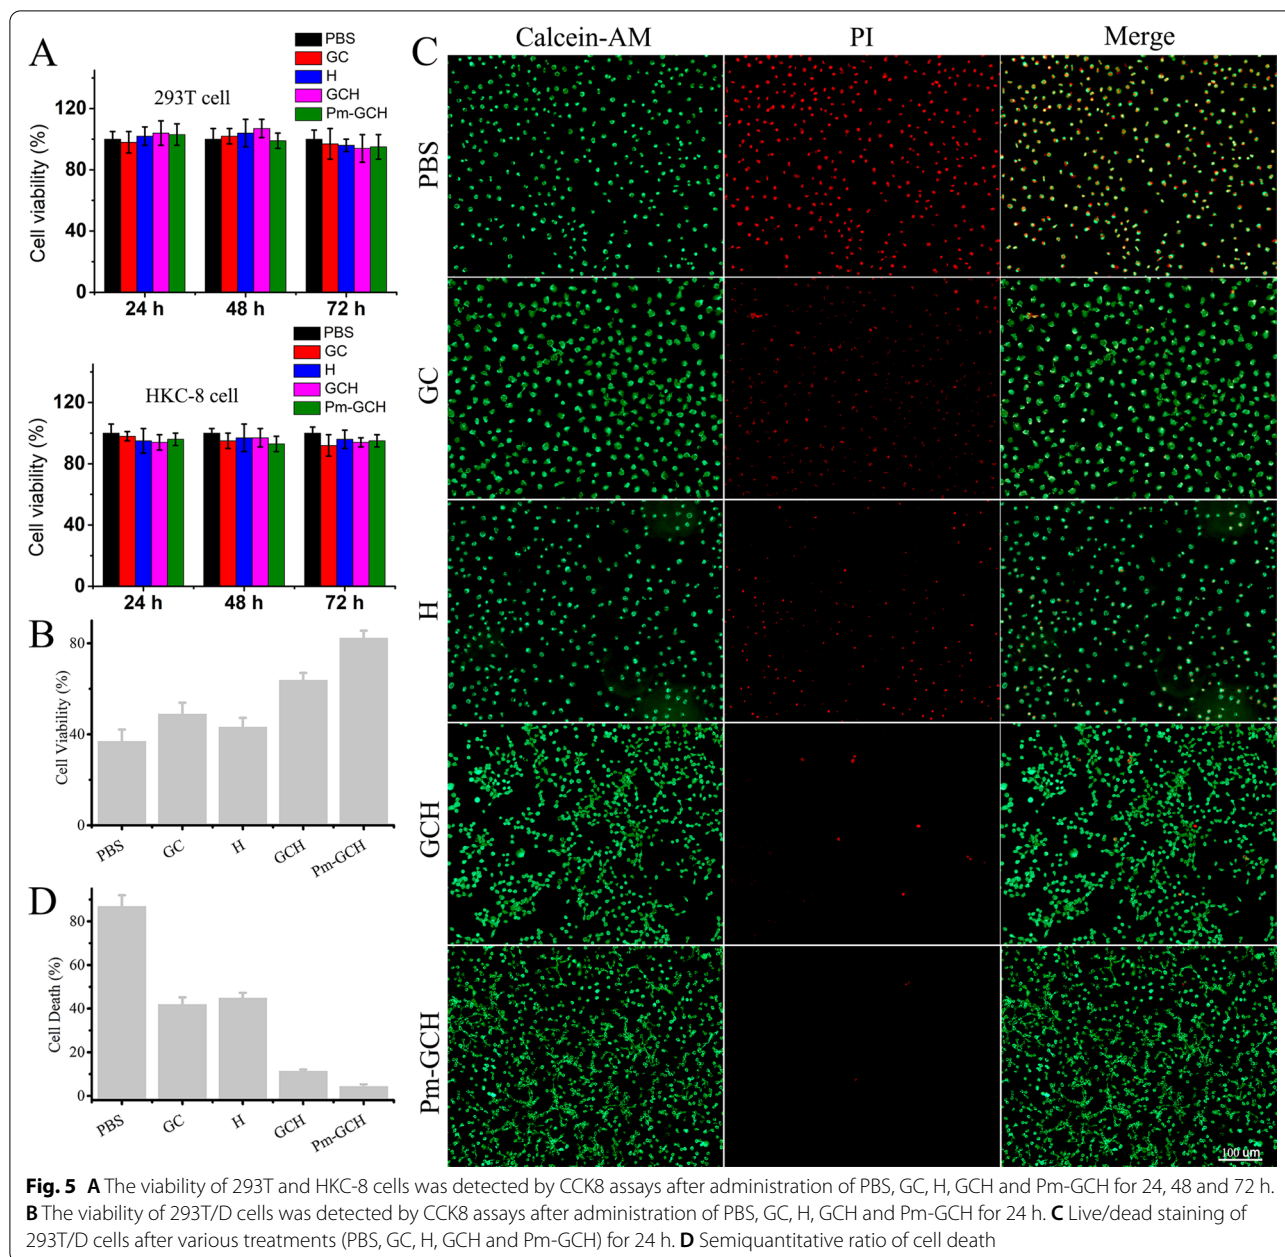 A
PBS
GC
H
GCH
Pm-GCH
293T cell
Cell viability (%)
120
80
40
0
24 h 48 h 72 h
PBS
GC
H
GCH
Pm-GCH
HKC-8 cell
Cell viability (%)
120
80
40
0
24 h 48 h 72 h
B
Cell Viability (%)
80
40
0
PBS GC H GCH Pm-GCH
D
Cell Death (%)
80
60
40
20
0
PBS GC H GCH Pm-GCH
C
Calcein-AM PI Merge
PBS
GC
H
GCH
Pm-GCH
100 um
Fig. 5 A The viability of 293T and HKC-8 cells was detected by CCK8 assays after administration of PBS, GC, H, GCH and Pm-GCH for 24, 48 and 72 h.
B The viability of 293T/D cells was detected by CCK8 assays after administration of PBS, GC, H, GCH and Pm-GCH for 24 h. C Live/dead staining of
293T/D cells after various treatments (PBS, GC, H, GCH and Pm-GCH) for 24 h. D Semiquantitative ratio of cell death